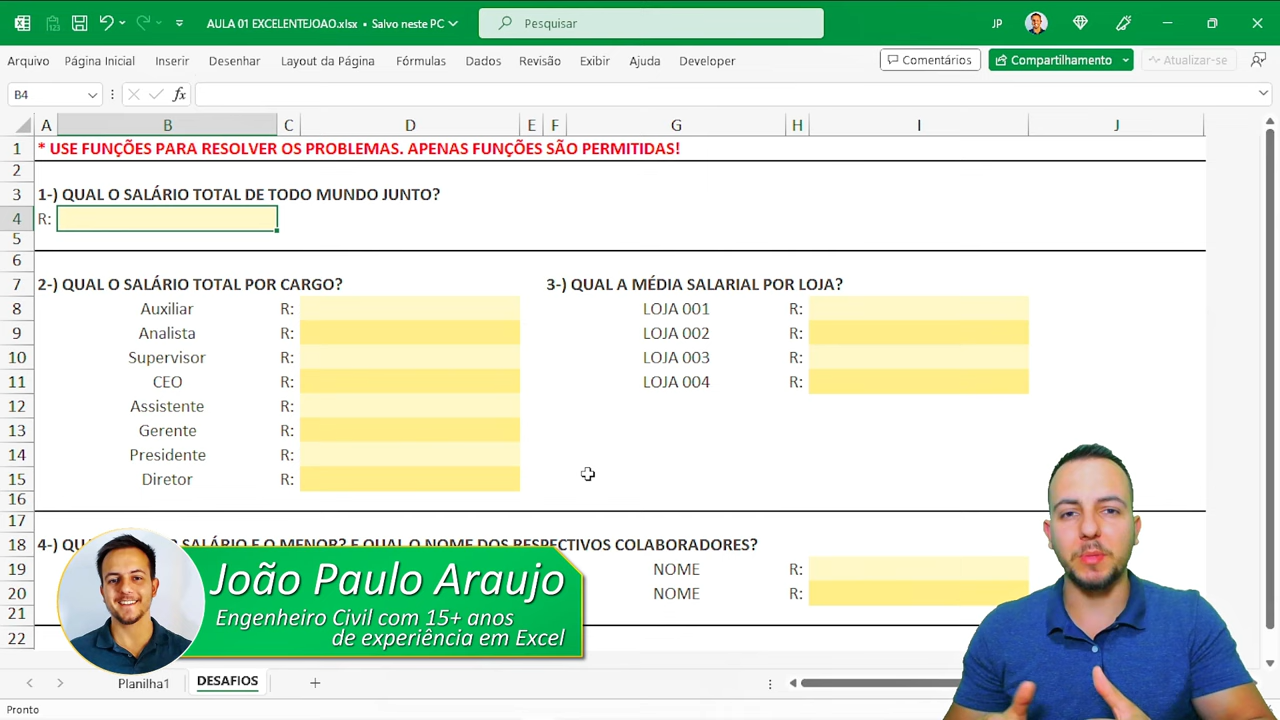 AULA 01 EXCELENTEJOAO.xlsx • Salvo neste PC
Pesquisar
JP
Arquivo Página Inicial Inserir Desenhar Layout da Página Fórmulas Dados Revisão Exibir Ajuda Developer
Comentários Compartilhamento Atualizar-se
B4 fx
A B C D E F G H I J
1 * USE FUNÇÕES PARA RESOLVER OS PROBLEMAS. APENAS FUNÇÕES SÃO PERMITIDAS!
2
3 1-) QUAL O SALÁRIO TOTAL DE TODO MUNDO JUNTO?
4 R:
5
6
7 2-) QUAL O SALÁRIO TOTAL POR CARGO? 3-) QUAL A MÉDIA SALARIAL POR LOJA?
8 Auxiliar R: LOJA 001 R:
9 Analista R: LOJA 002 R:
10 Supervisor R: LOJA 003 R:
11 CEO R: LOJA 004 R:
12 Assistente R:
13 Gerente R:
14 Presidente R:
15 Diretor R:
16
17
18 4-) SALÁRIO E O MENOR? E QUAL O NOME DOS RESPECTIVOS COLABORADORES?
19 NOME R:
20 NOME R:
21
22
João Paulo Araujo
Engenheiro Civil com 15+ anos
de experiência em Excel
Planilha1 DESAFIOS +
Pronto